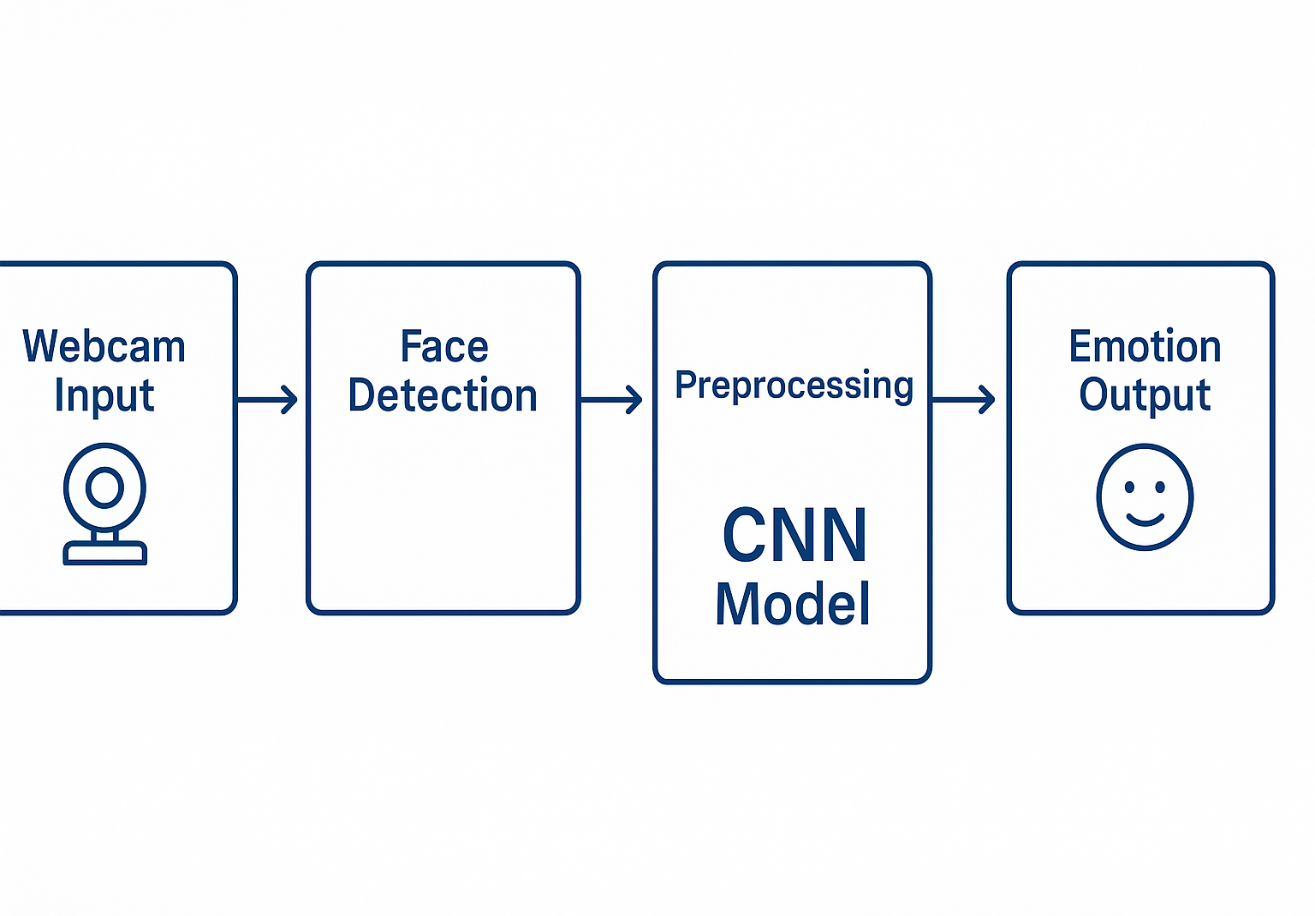 Webcam
Input
Face
Detection
Preprocessing
CNN
Model
Emotion
Output